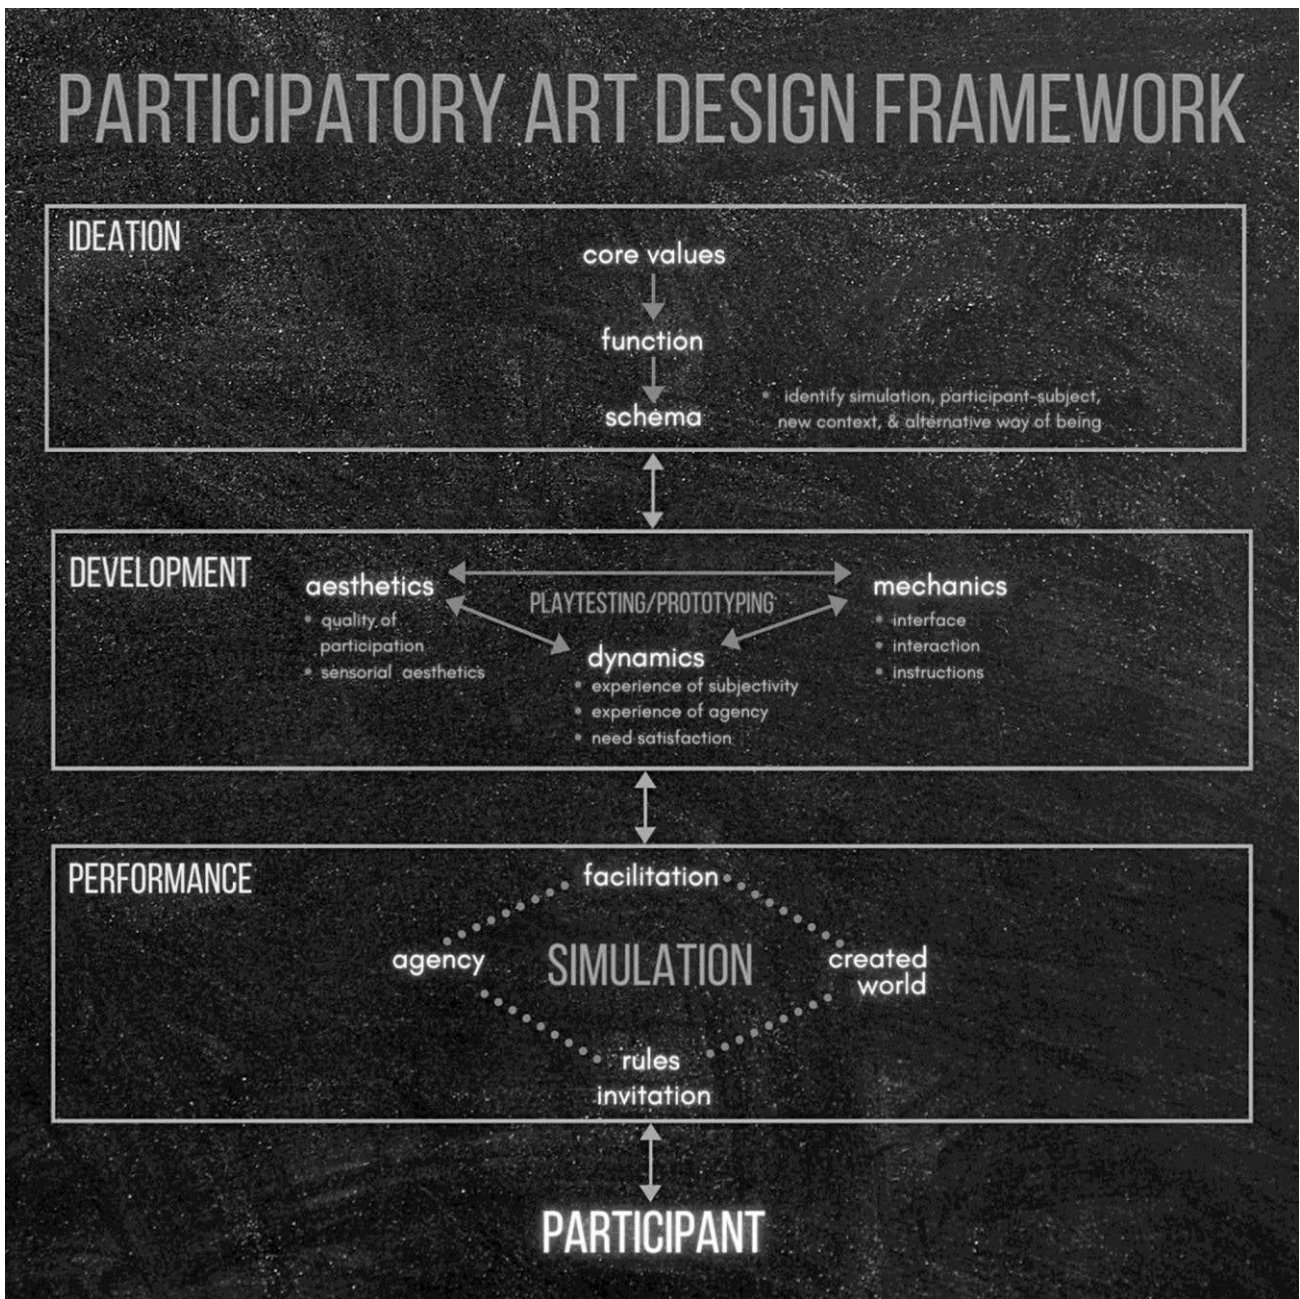 PARTICIPATORY ART DESIGN FRAMEWORK
IDEATION
core values
function
schema
• identify simulation, participant-subject,
new context, & alternative way of being
DEVELOPMENT
aesthetics
• quality of
participation
• sensorial aesthetics
PLAYTESTING/PROTOTYPING
dynamics
• experience of subjectivity
• experience of agency
• need satisfaction
mechanics
• interface
• interaction
• instructions
PERFORMANCE
facilitation
agency
SIMULATION
created
world
rules
invitation
PARTICIPANT